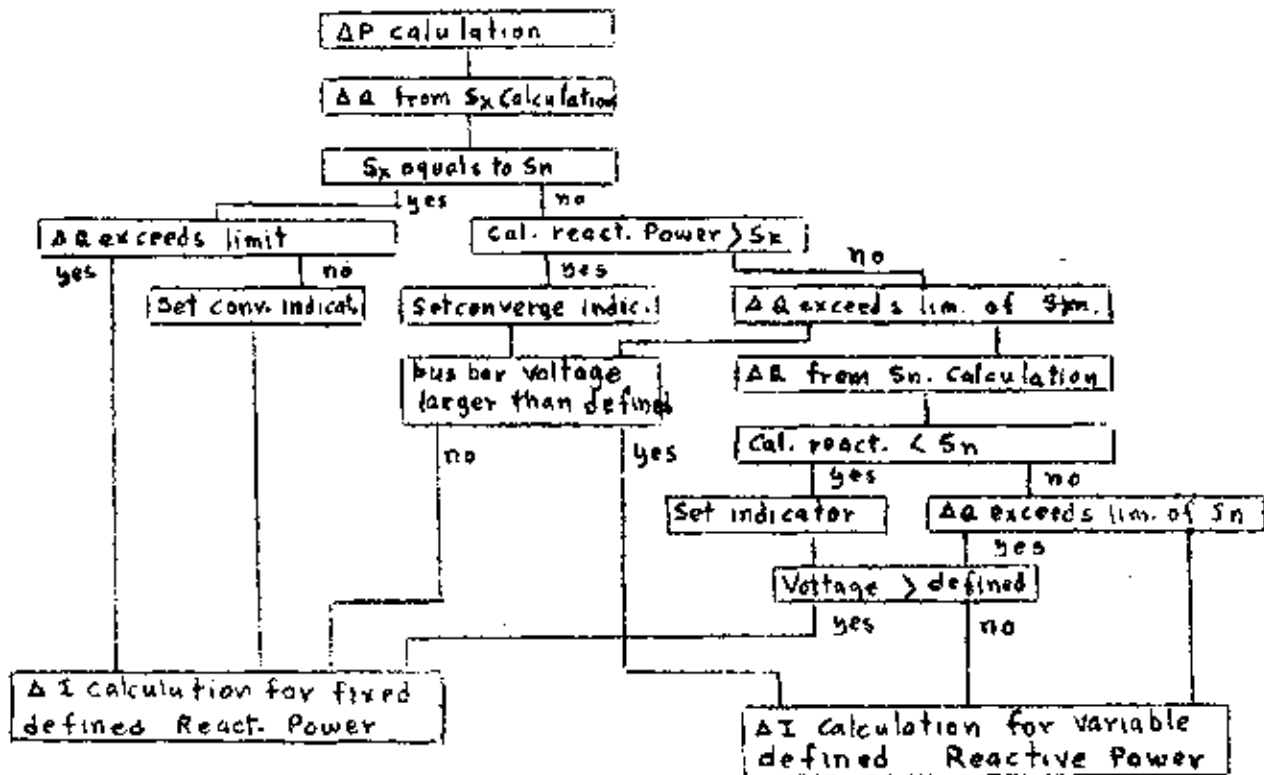 ΔP calulation
ΔQ from Sx Calculation
Sx equals to Sn
yes
no
ΔQ exceeds limit
Cal. react. Power > Sx
yes
no
yes
no
Set conv. indicat.
Setconverge indic.
ΔQ exceeds lim. of
bus bar voltage
larger than defined
ΔQ from Sn. Calculation
Cal. react. < Sn
no
yes
yes
no
Set indicator
ΔQ exceeds lim. of Sn
yes
Voltage > defined
yes
no
ΔI calculation for fixed
defined React. Power
ΔI Calculation for variable
defined Reactive Power